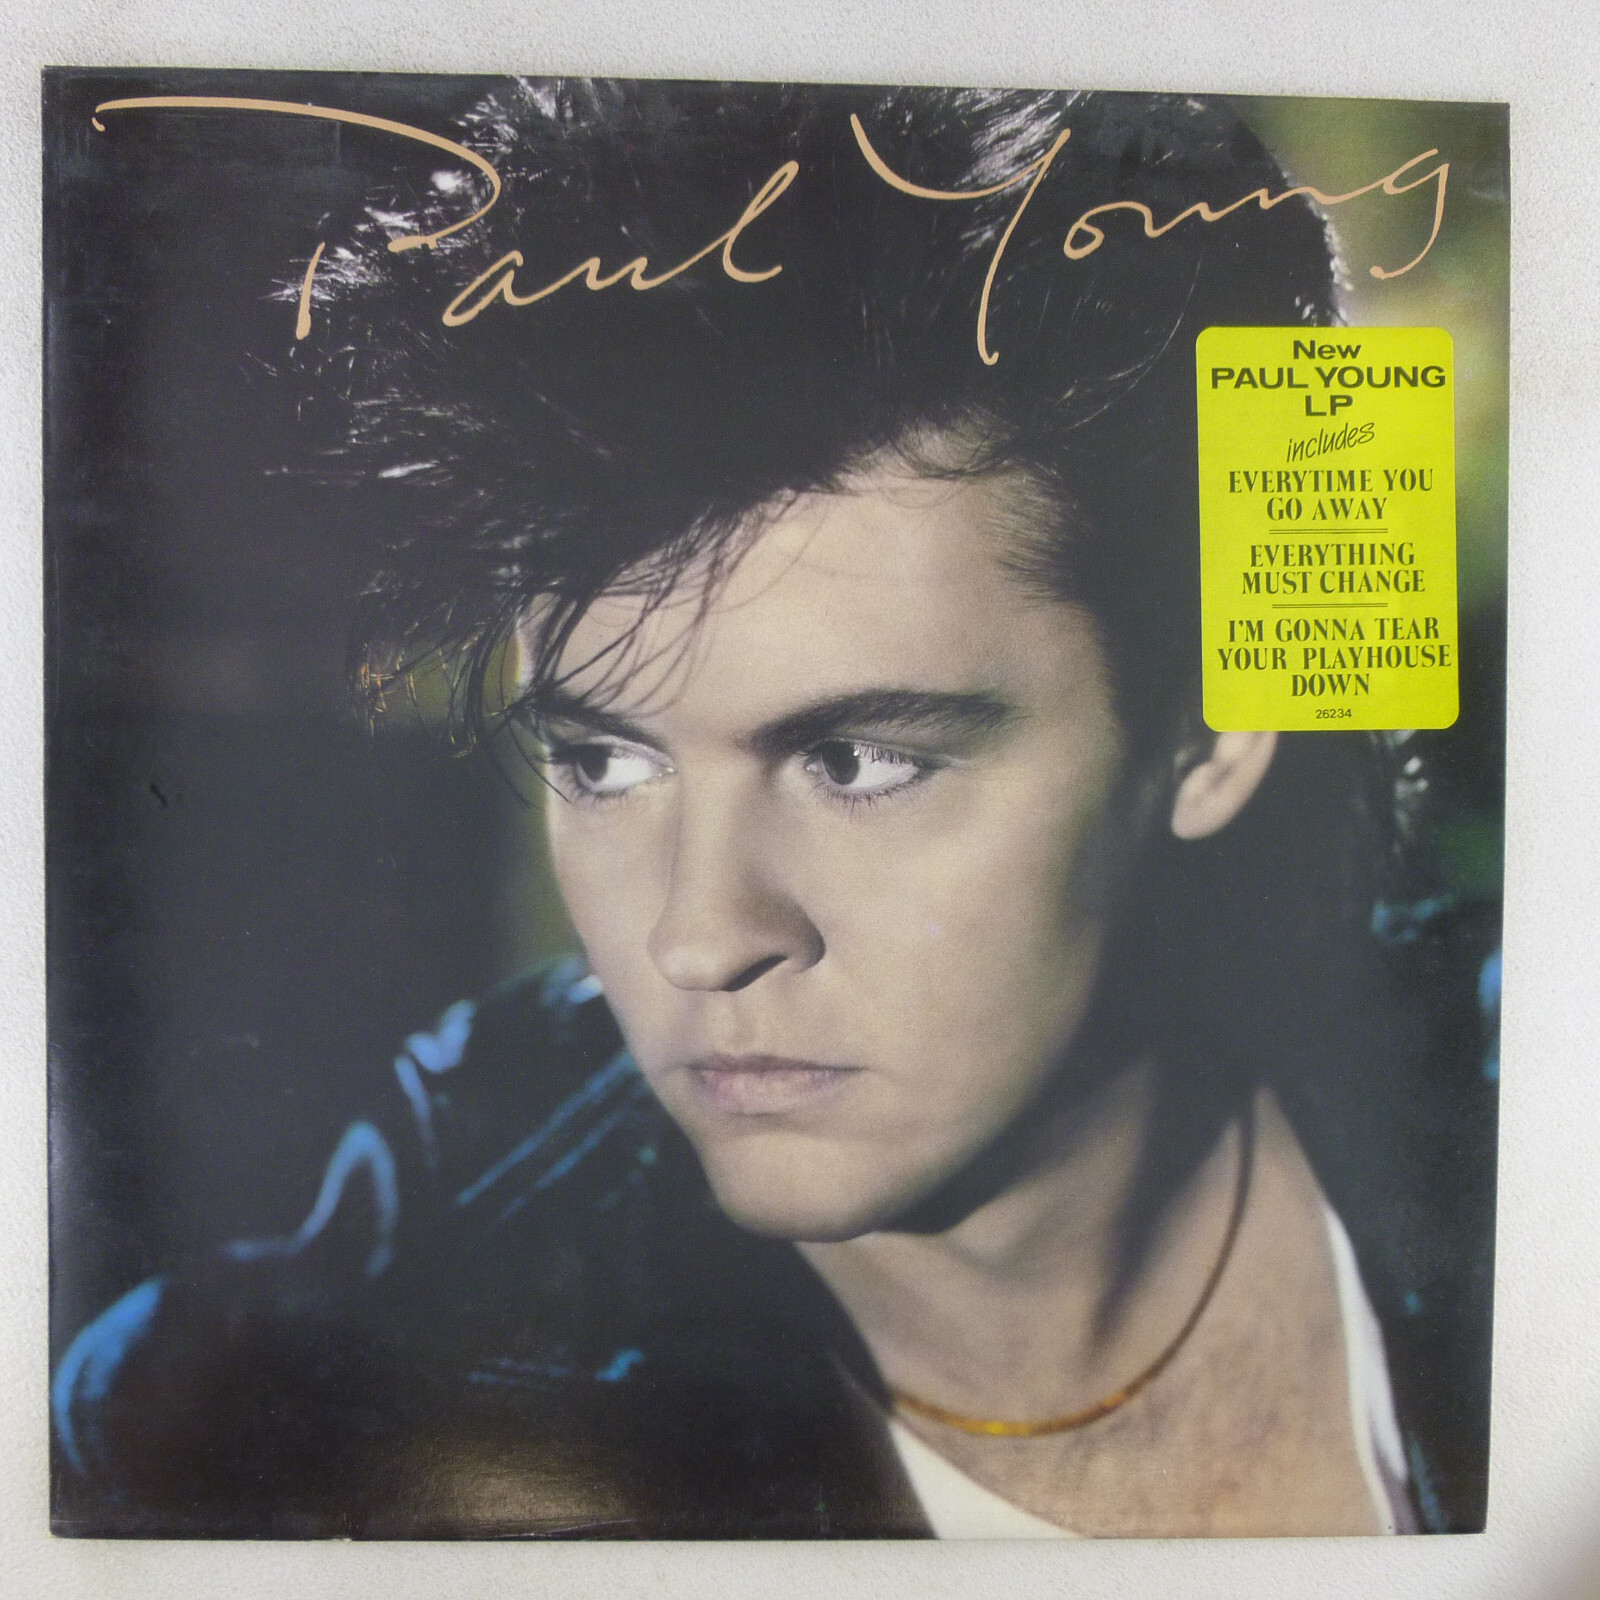 Paul Young
New
PAUL YOUNG
LP
includes
EVERYTIME YOU
GO AWAY
EVERYTHING
MUST CHANGE
I'M GONNA TEAR
YOUR PLAYHOUSE
DOWN
26234